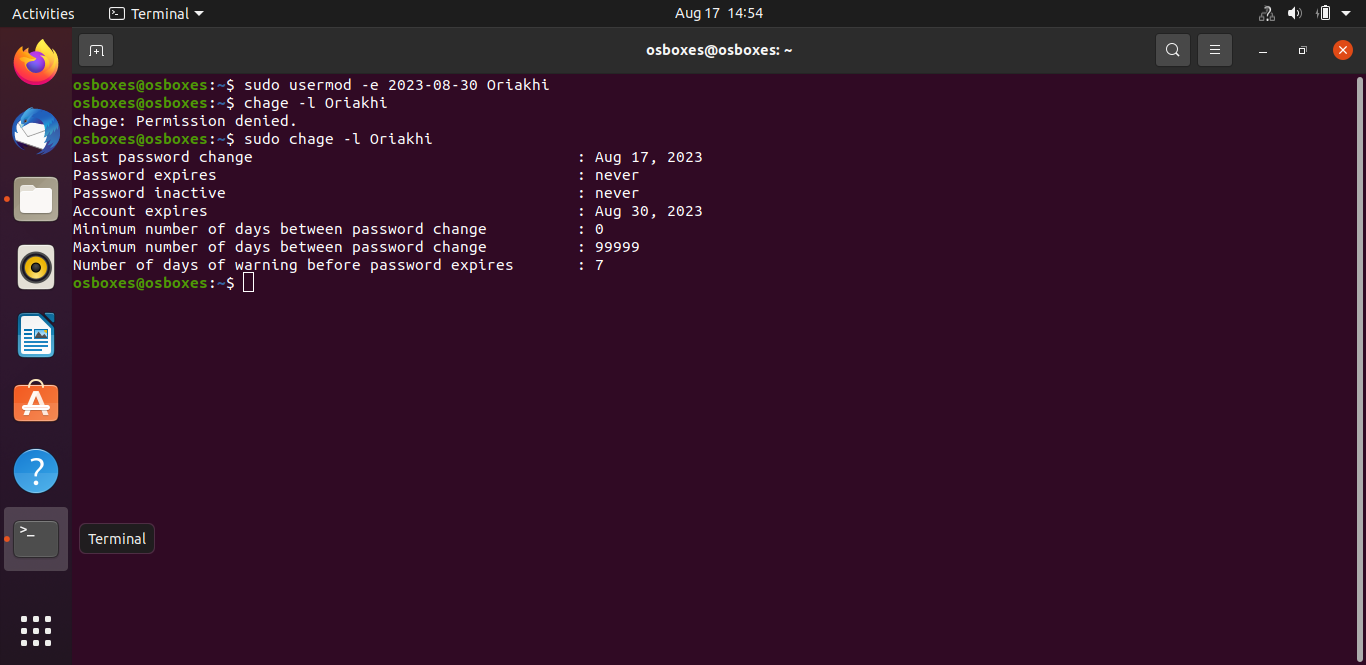 Activities Terminal Aug 17 14:54
osboxes@osboxes: ~
osboxes@osboxes:~$ sudo usermod -e 2023-08-30 Oriakhi
osboxes@osboxes:~$ chage -l Oriakhi
chage: Permission denied.
osboxes@osboxes:~$ sudo chage -l Oriakhi
Last password change : Aug 17, 2023
Password expires : never
Password inactive : never
Account expires : Aug 30, 2023
Minimum number of days between password change : 0
Maximum number of days between password change : 99999
Number of days of warning before password expires : 7
osboxes@osboxes:~$
Terminal